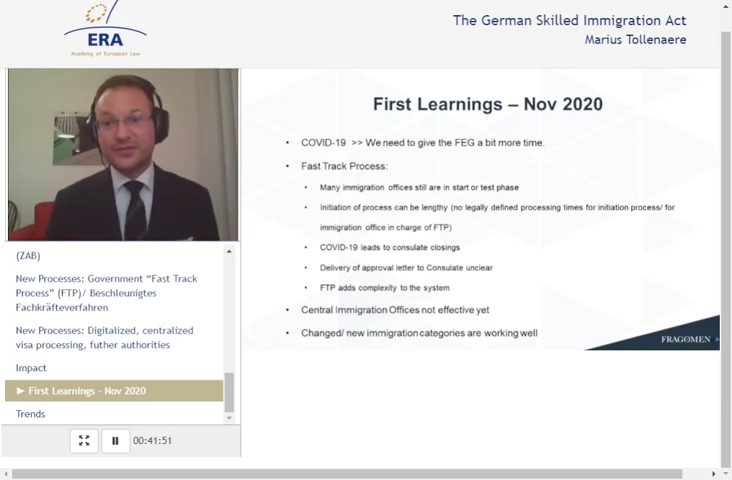 ERA
Academy of European Law
The German Skilled Immigration Act
Marius Tollenaere
(ZAB)
New Processes: Government "Fast Track
Process" (FTP)/ Beschleunigtes
Fachkräfteverfahren
New Processes: Digitalized, centralized
visa processing, futher authorities
Impact
► First Learnings - Nov 2020
Trends
00:41:51
First Learnings – Nov 2020
• COVID-19 >> We need to give the FEG a bit more time.
• Fast Track Process:
• Many immigration offices still are in start or test phase
• Initiation of process can be lengthy (no legally defined processing times for initiation process/ for
immigration office in charge of FTP)
• COVID-19 leads to consulate closings
• Delivery of approval letter to Consulate unclear
• FTP adds complexity to the system
• Central Immigration Offices not effective yet
• Changed/ new immigration categories are working well
FRAGOMEN